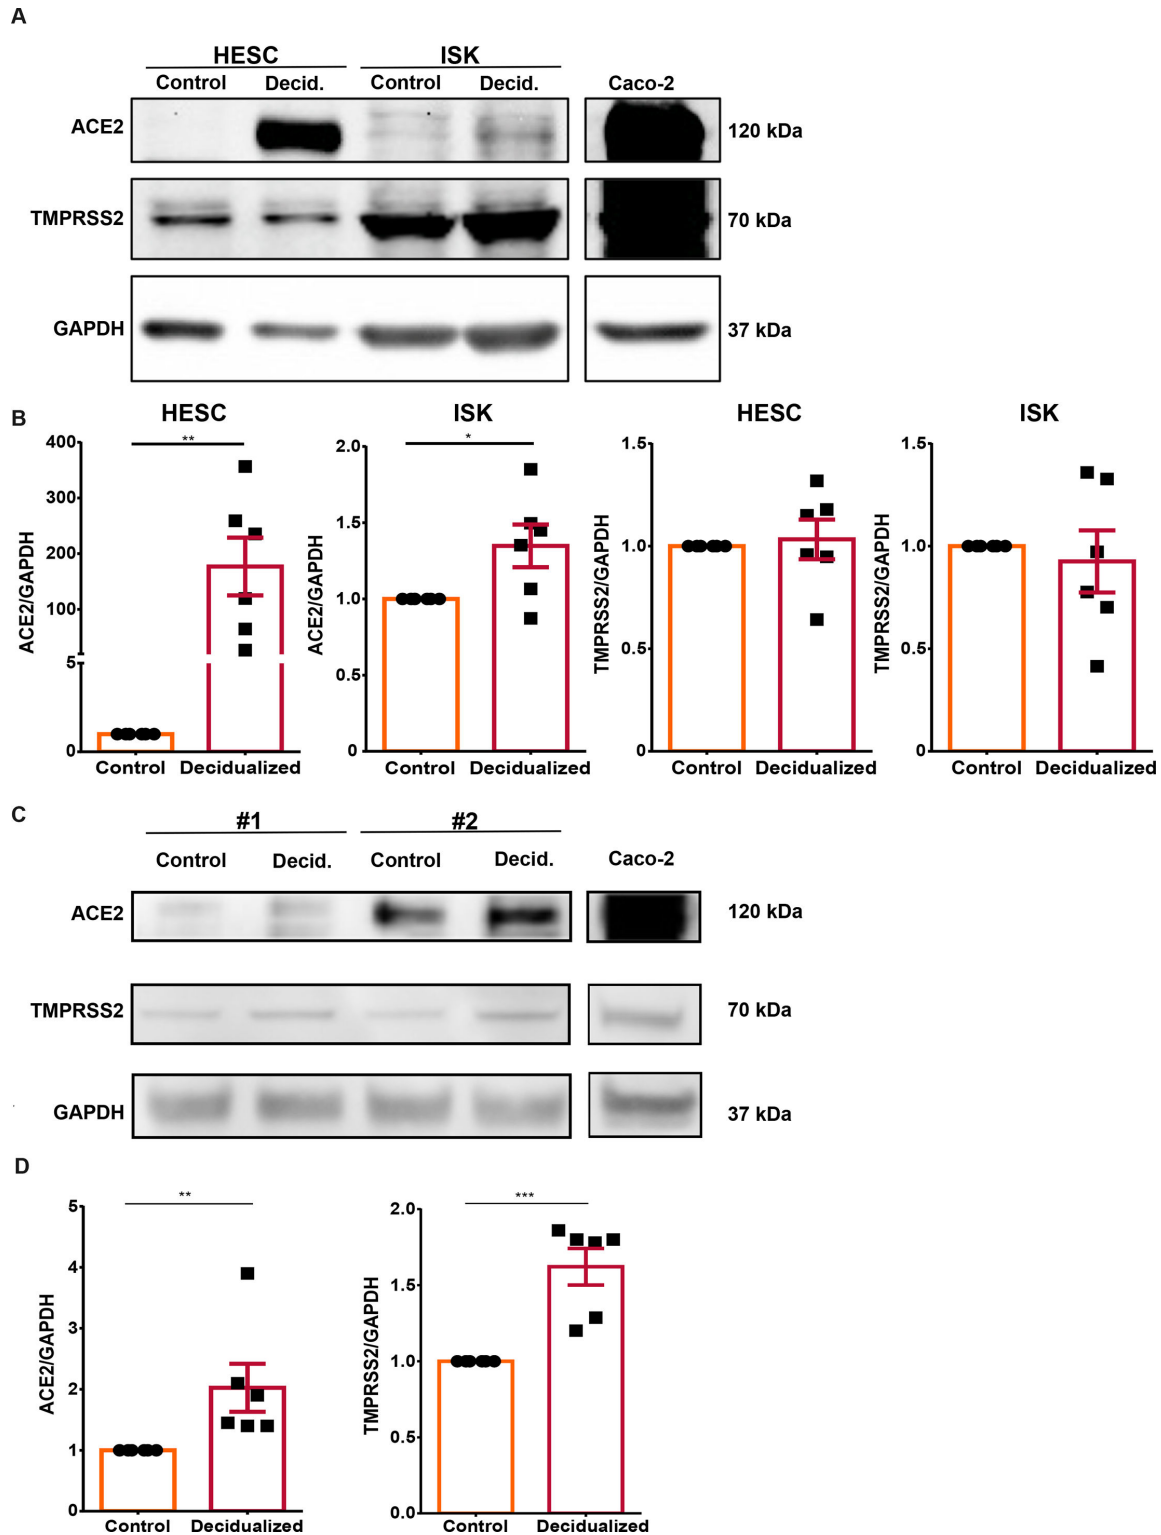 A
HESC ISK
Control Decid. Control Decid. Caco-2
ACE2 120 kDa
TMPRSS2 70 kDa
GAPDH 37 kDa
B
HESC ISK HESC ISK
** *
ACE2/GAPDH
400
300
200
100
5
0
Control Decidualized
ACE2/GAPDH
2.0
1.5
1.0
0.5
0
Control Decidualized
TMPRSS2/GAPDH
1.5
1.0
0.5
0
Control Decidualized
TMPRSS2/GAPDH
1.5
1.0
0.5
0
Control Decidualized
C
#1 #2
Control Decid. Control Decid. Caco-2
ACE2 120 kDa
TMPRSS2 70 kDa
GAPDH 37 kDa
D
** ***
ACE2/GAPDH
5
4
3
2
1
0
Control Decidualized
TMPRSS2/GAPDH
2.0
1.5
1.0
0.5
0.0
Control Decidualized